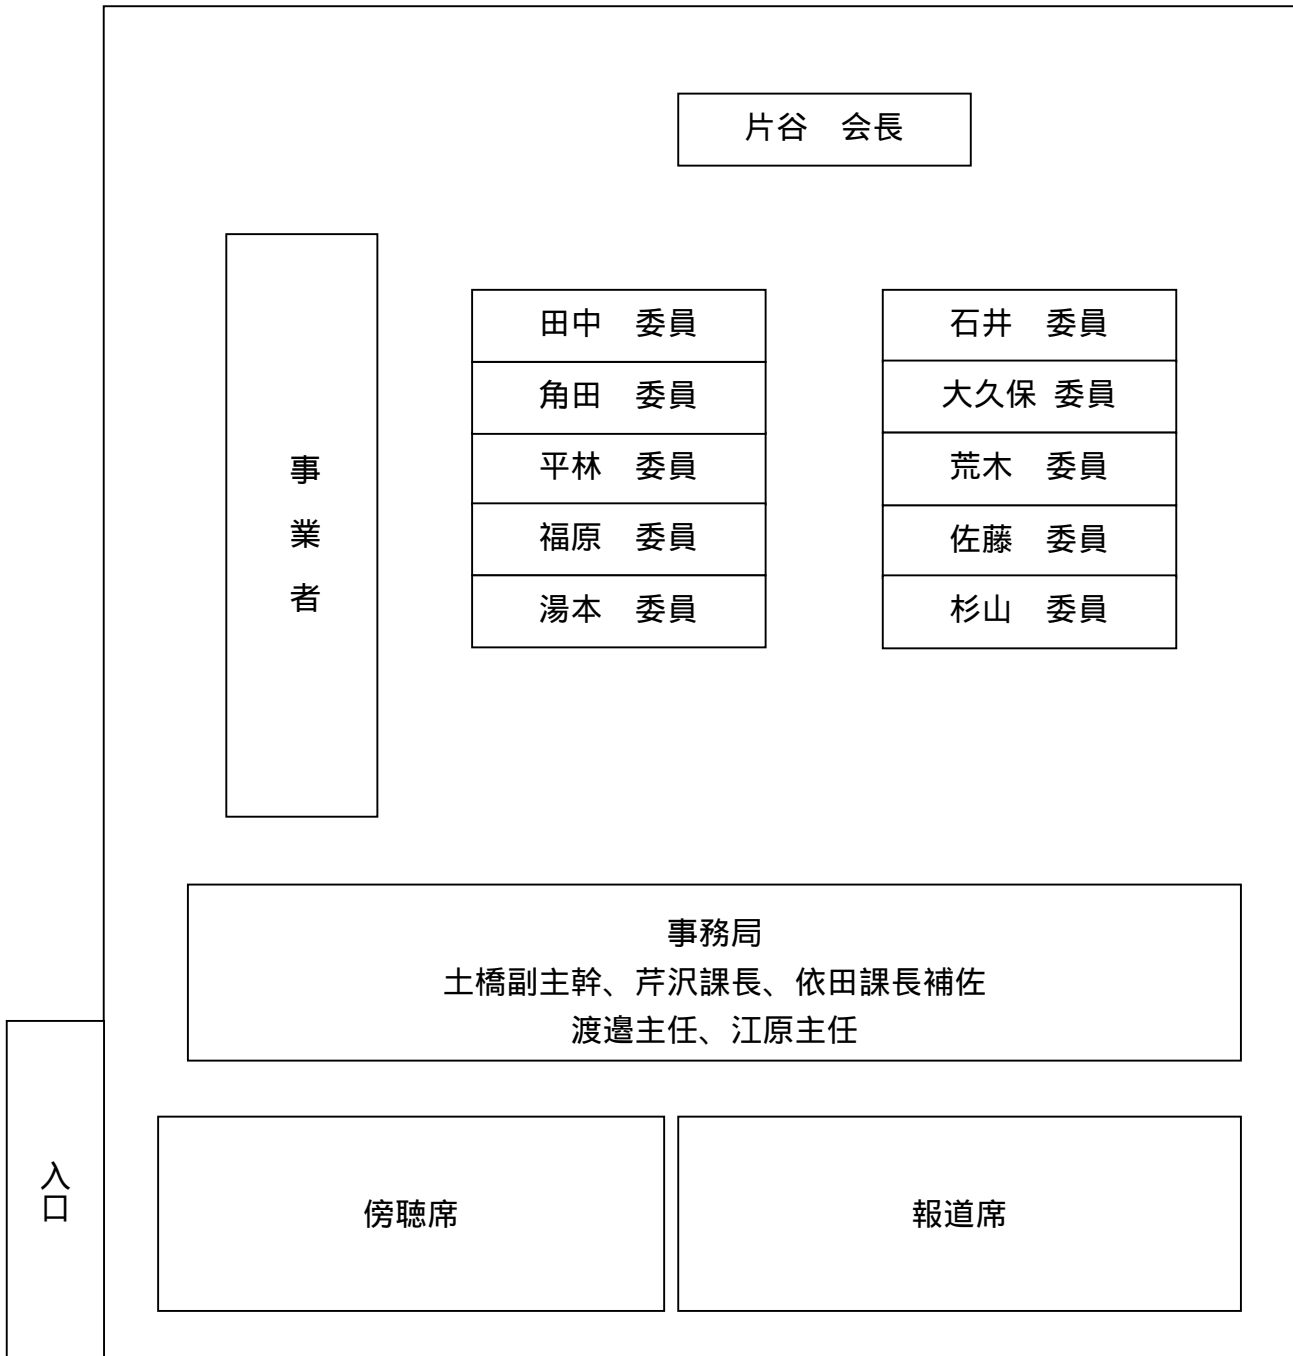 片谷　会長
事業者
田中　委員
角田　委員
平林　委員
福原　委員
湯本　委員
石井　委員
大久保 委員
荒木　委員
佐藤　委員
杉山　委員
事務局
土橋副主幹、芹沢課長、依田課長補佐
渡邉主任、江原主任
入口
傍聴席
報道席